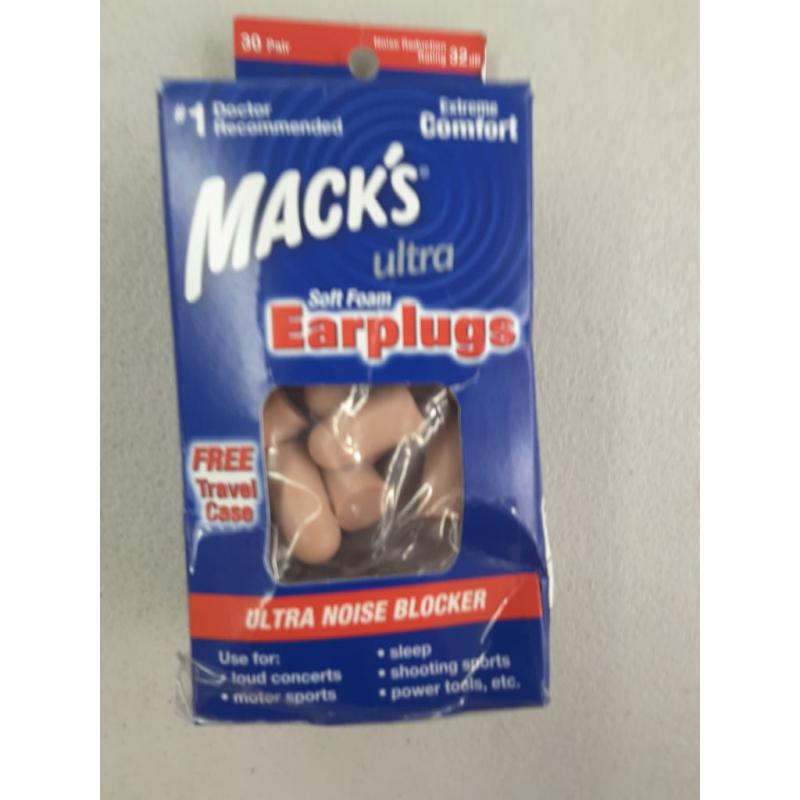 30 Pair
Noise Reduction
Rating 32 dB
#1 Doctor
Recommended
Extreme
Comfort
MACK'S®
ultra
Soft Foam
Earplugs
FREE
Travel
Case
ULTRA NOISE BLOCKER
Use for:
• loud concerts
• motor sports
• sleep
• shooting sports
• power tools, etc.